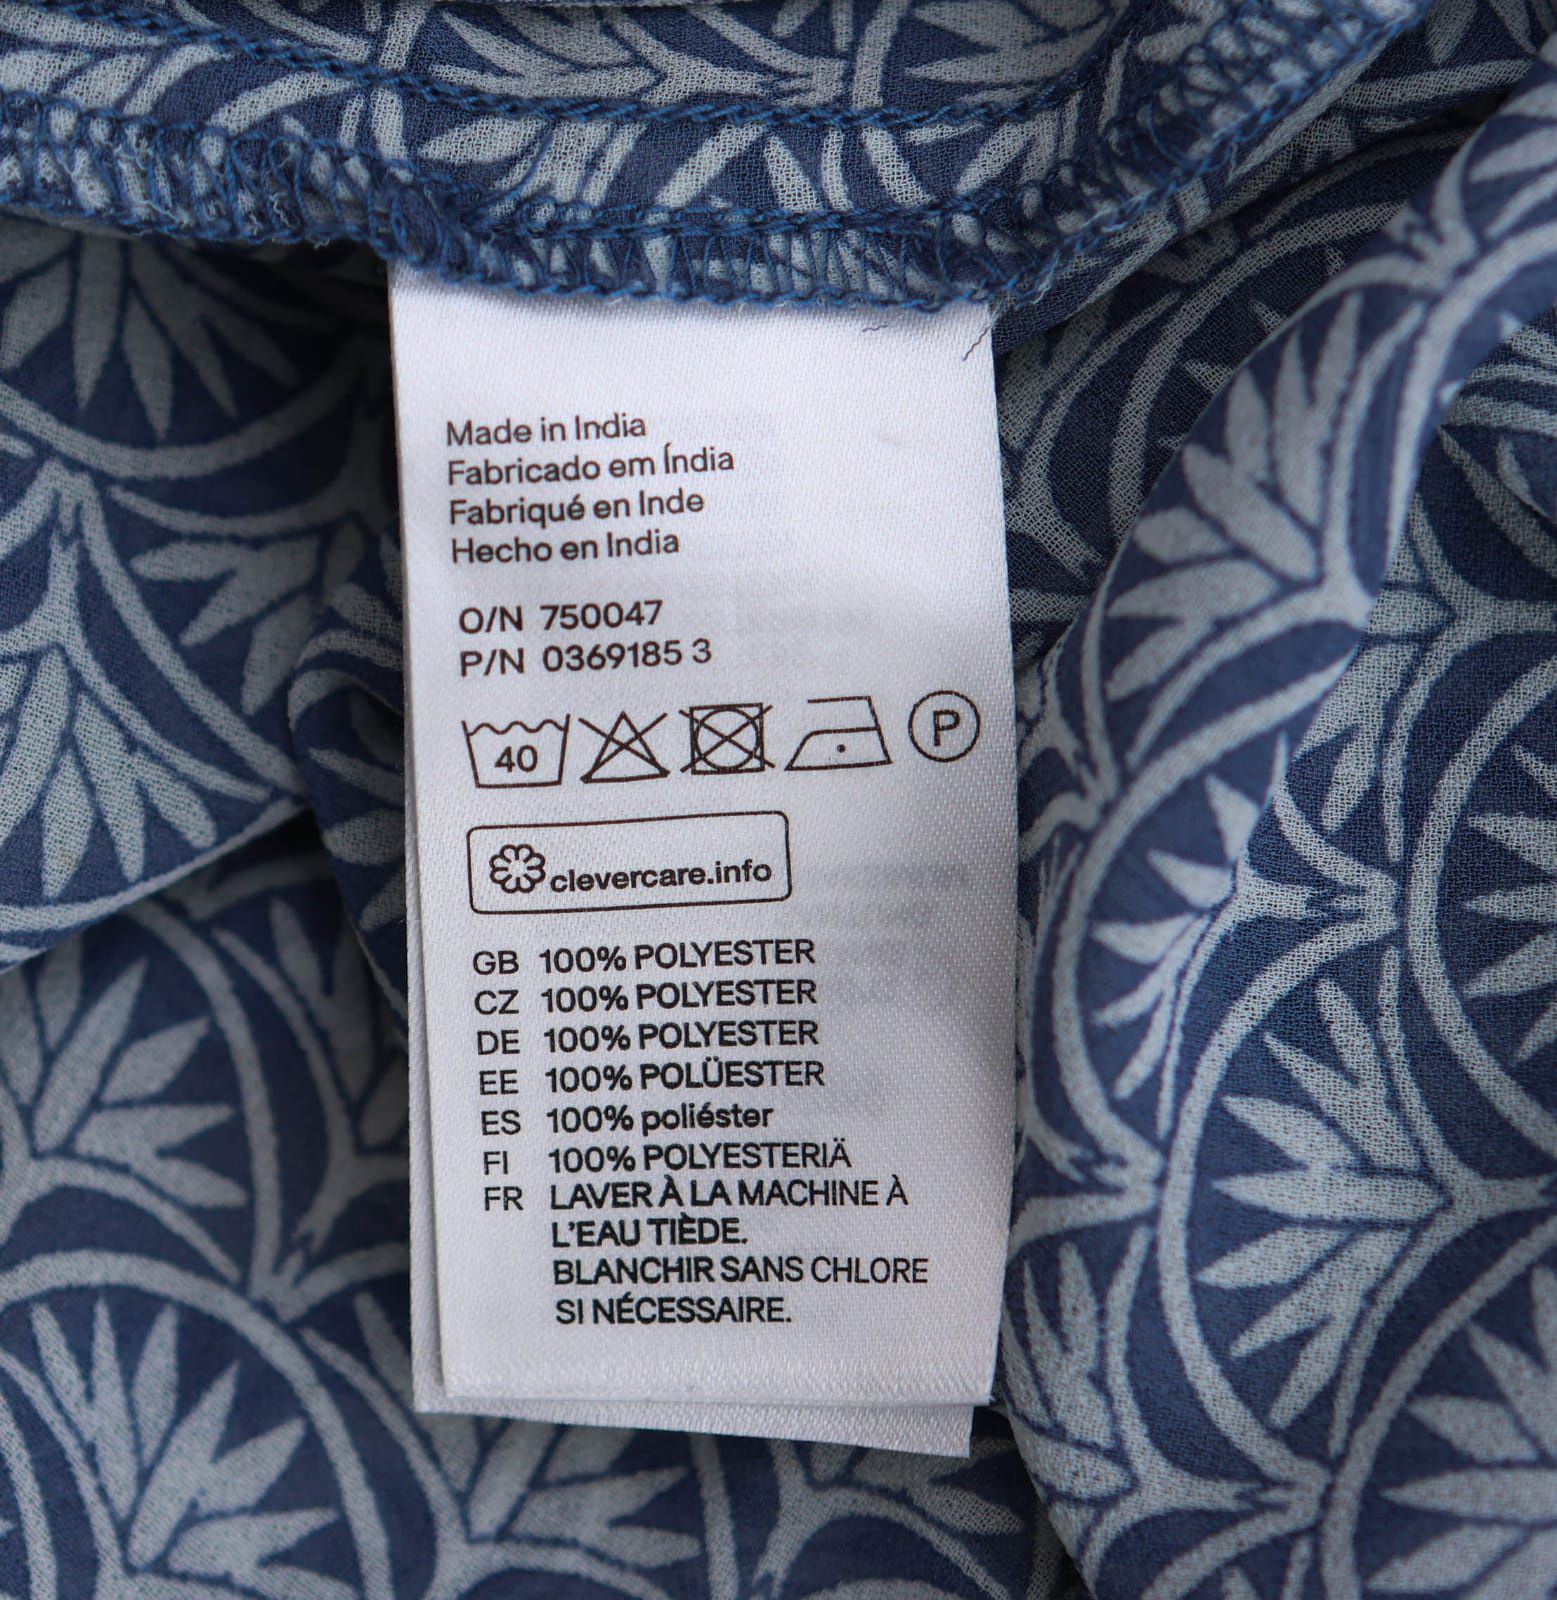 Made in India
Fabricado em Índia
Fabriqué en Inde
Hecho en India
O/N 750047
P/N 0369185 3
40 P
clevercare.info
GB 100% POLYESTER
CZ 100% POLYESTER
DE 100% POLYESTER
EE 100% POLÜESTER
ES 100% poliéster
FI 100% POLYESTERIÄ
FR LAVER À LA MACHINE À
L'EAU TIÈDE.
BLANCHIR SANS CHLORE
SI NÉCESSAIRE.